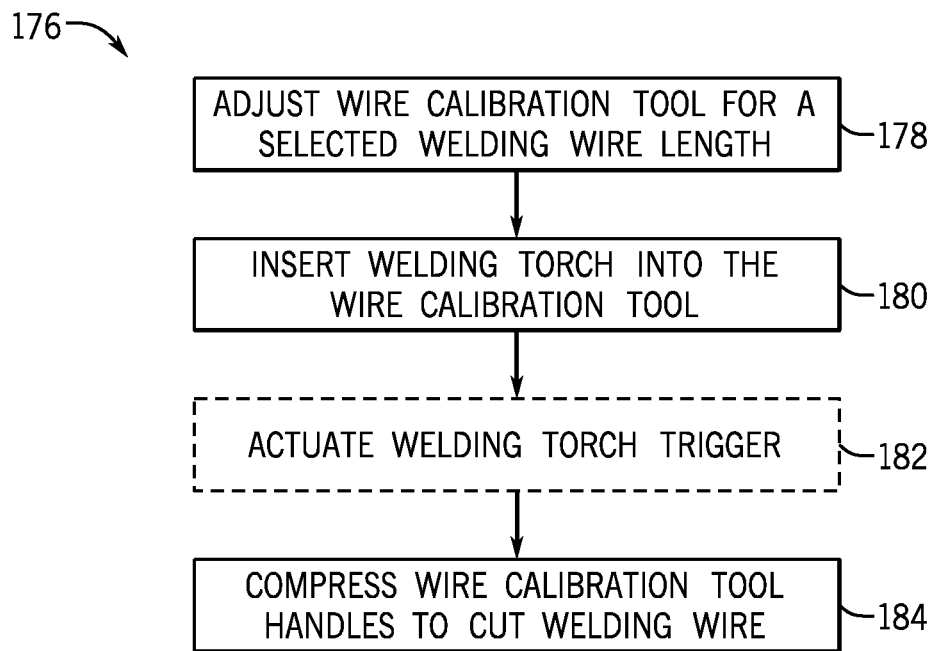 176
ADJUST WIRE CALIBRATION TOOL FOR A
SELECTED WELDING WIRE LENGTH
178
INSERT WELDING TORCH INTO THE
WIRE CALIBRATION TOOL
180
ACTUATE WELDING TORCH TRIGGER
182
COMPRESS WIRE CALIBRATION TOOL
HANDLES TO CUT WELDING WIRE
184